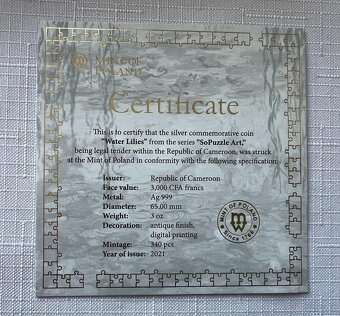 MINT OF
POLAND
Certificate
This is to certify that the silver commemorative coin
"Water Lilies" from the series "SoPuzzle Art,"
being legal tender within the Republic of Cameroon, was struck
at the Mint of Poland in conformity with the following specification:
Issuer: Republic of Cameroon
Face value: 3,000 CFA francs
Metal: Ag 999
Diameter: 65.00 mm
Weight: 3 oz
Decoration: antique finish,
digital printing
Mintage: 340 pcs
Year of issue: 2021
MINT OF POLAND
Since 1766